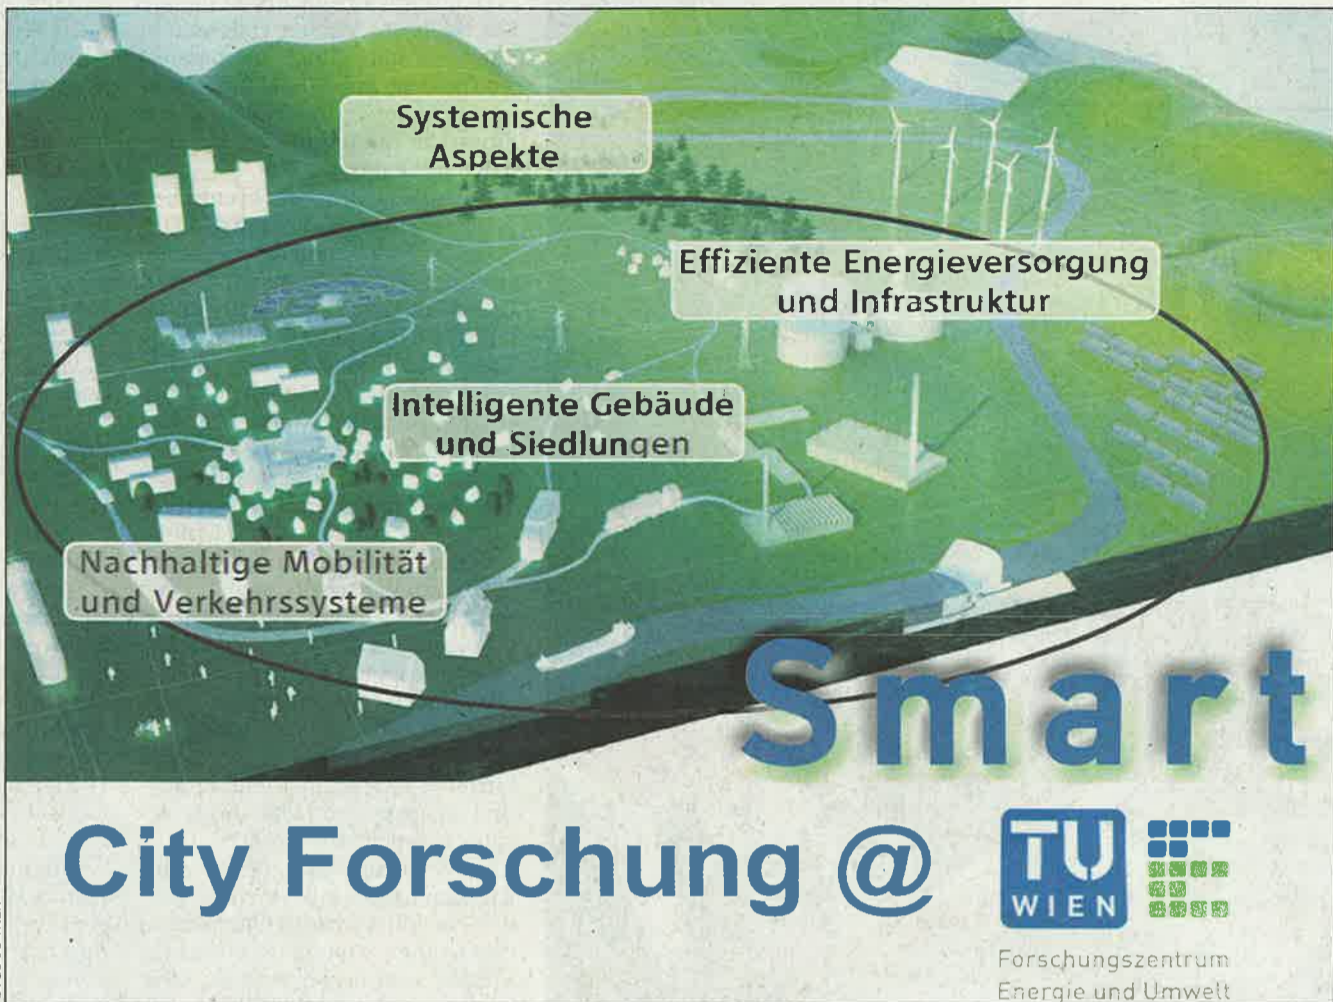 Systemische
Aspekte
Effiziente Energieversorgung
und Infrastruktur
Intelligente Gebäude
und Siedlungen
Nachhaltige Mobilität
und Verkehrssysteme
Smart
City Forschung @
TU
WIEN
Forschungszentrum
Energie und Umwelt